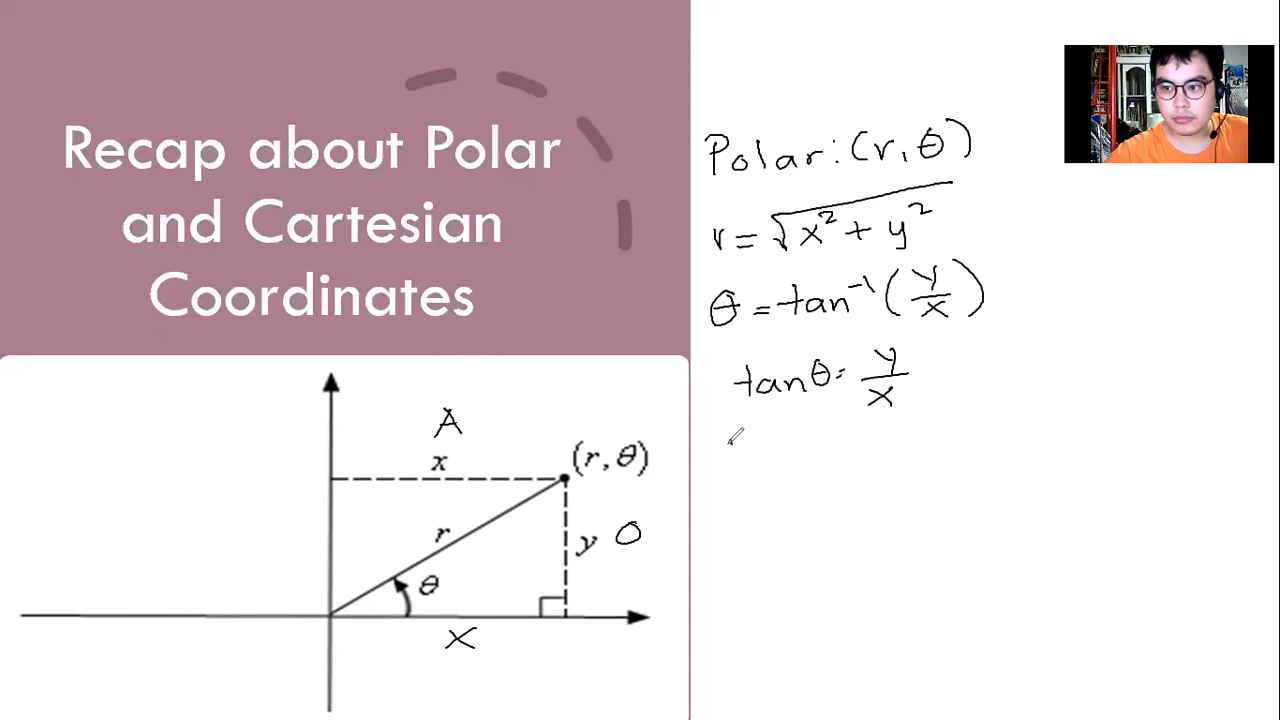 Recap about Polar
and Cartesian
Coordinates
Polar: (r, θ)
r = √x² + y²
θ = tan⁻¹ (y/x)
tanθ = y/x
A
x
(r, θ)
r
y O
θ
X